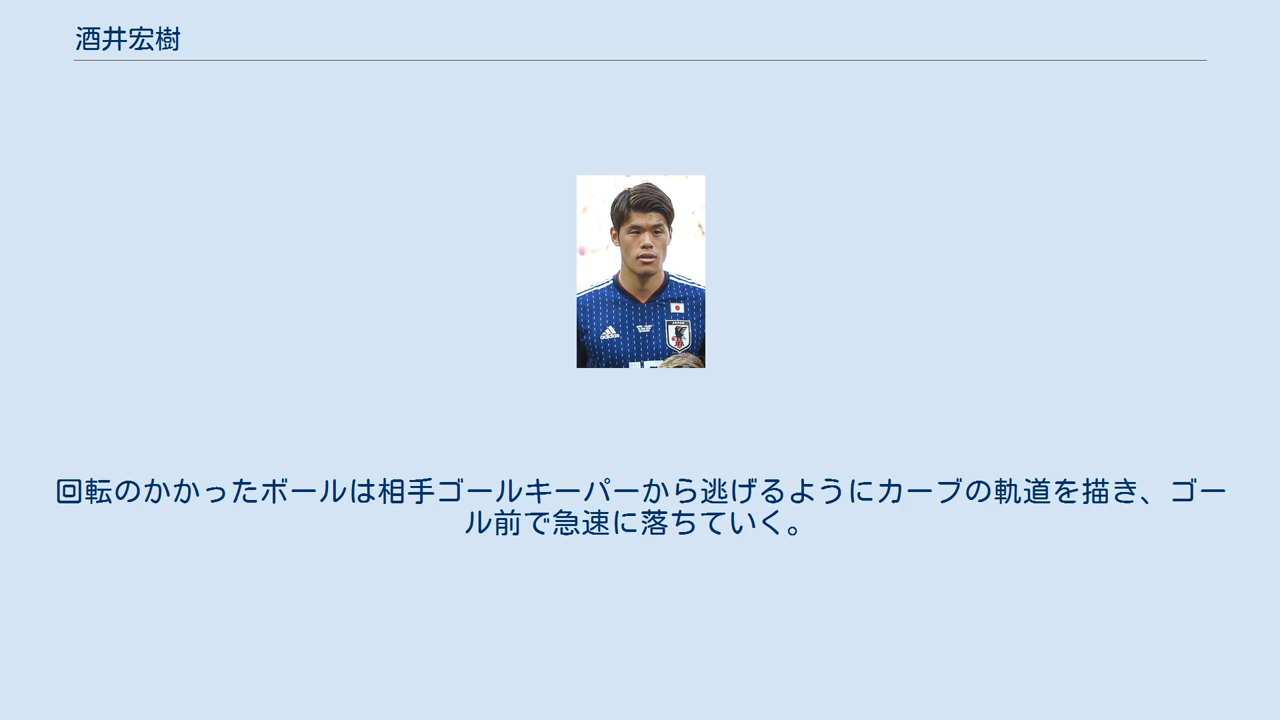 酒井宏樹
回転のかかったボールは相手ゴールキーパーから逃げるようにカーブの軌道を描き、ゴー
ル前で急速に落ちていく。
adidas